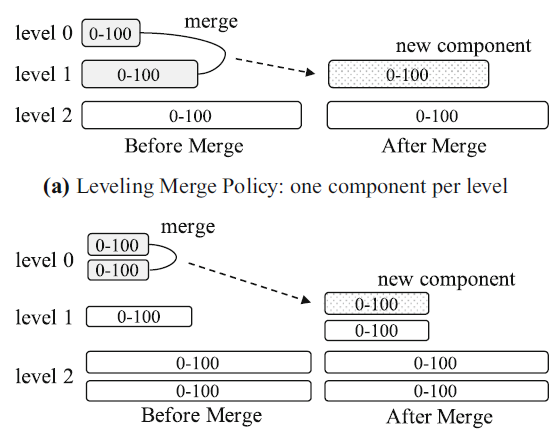 merge
level 0 0-100
new component
level 1 0-100 0-100
level 2 0-100 0-100
Before Merge After Merge
(a) Leveling Merge Policy: one component per level
merge
0-100
level 0
0-100
new component
0-100
level 1 0-100
0-100
0-100 0-100
level 2
0-100 0-100
Before Merge After Merge